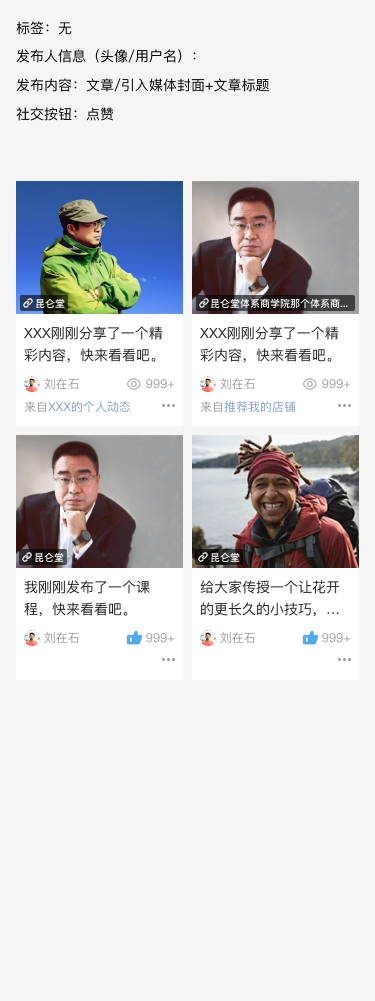 标签：无
发布人信息（头像/用户名）：
发布内容：文章/引入媒体封面+文章标题
社交按钮：点赞
昆仑堂
昆仑堂体系商学院那个体系商...
XXX刚刚分享了一个精
彩内容，快来看看吧。
刘在石 999+
来自XXX的个人动态
XXX刚刚分享了一个精
彩内容，快来看看吧。
刘在石 999+
来自推荐我的店铺
昆仑堂
昆仑堂
我刚刚发布了一个课
程，快来看看吧。
刘在石 999+
给大家传授一个让花开
的更长久的小技巧，...
刘在石 999+